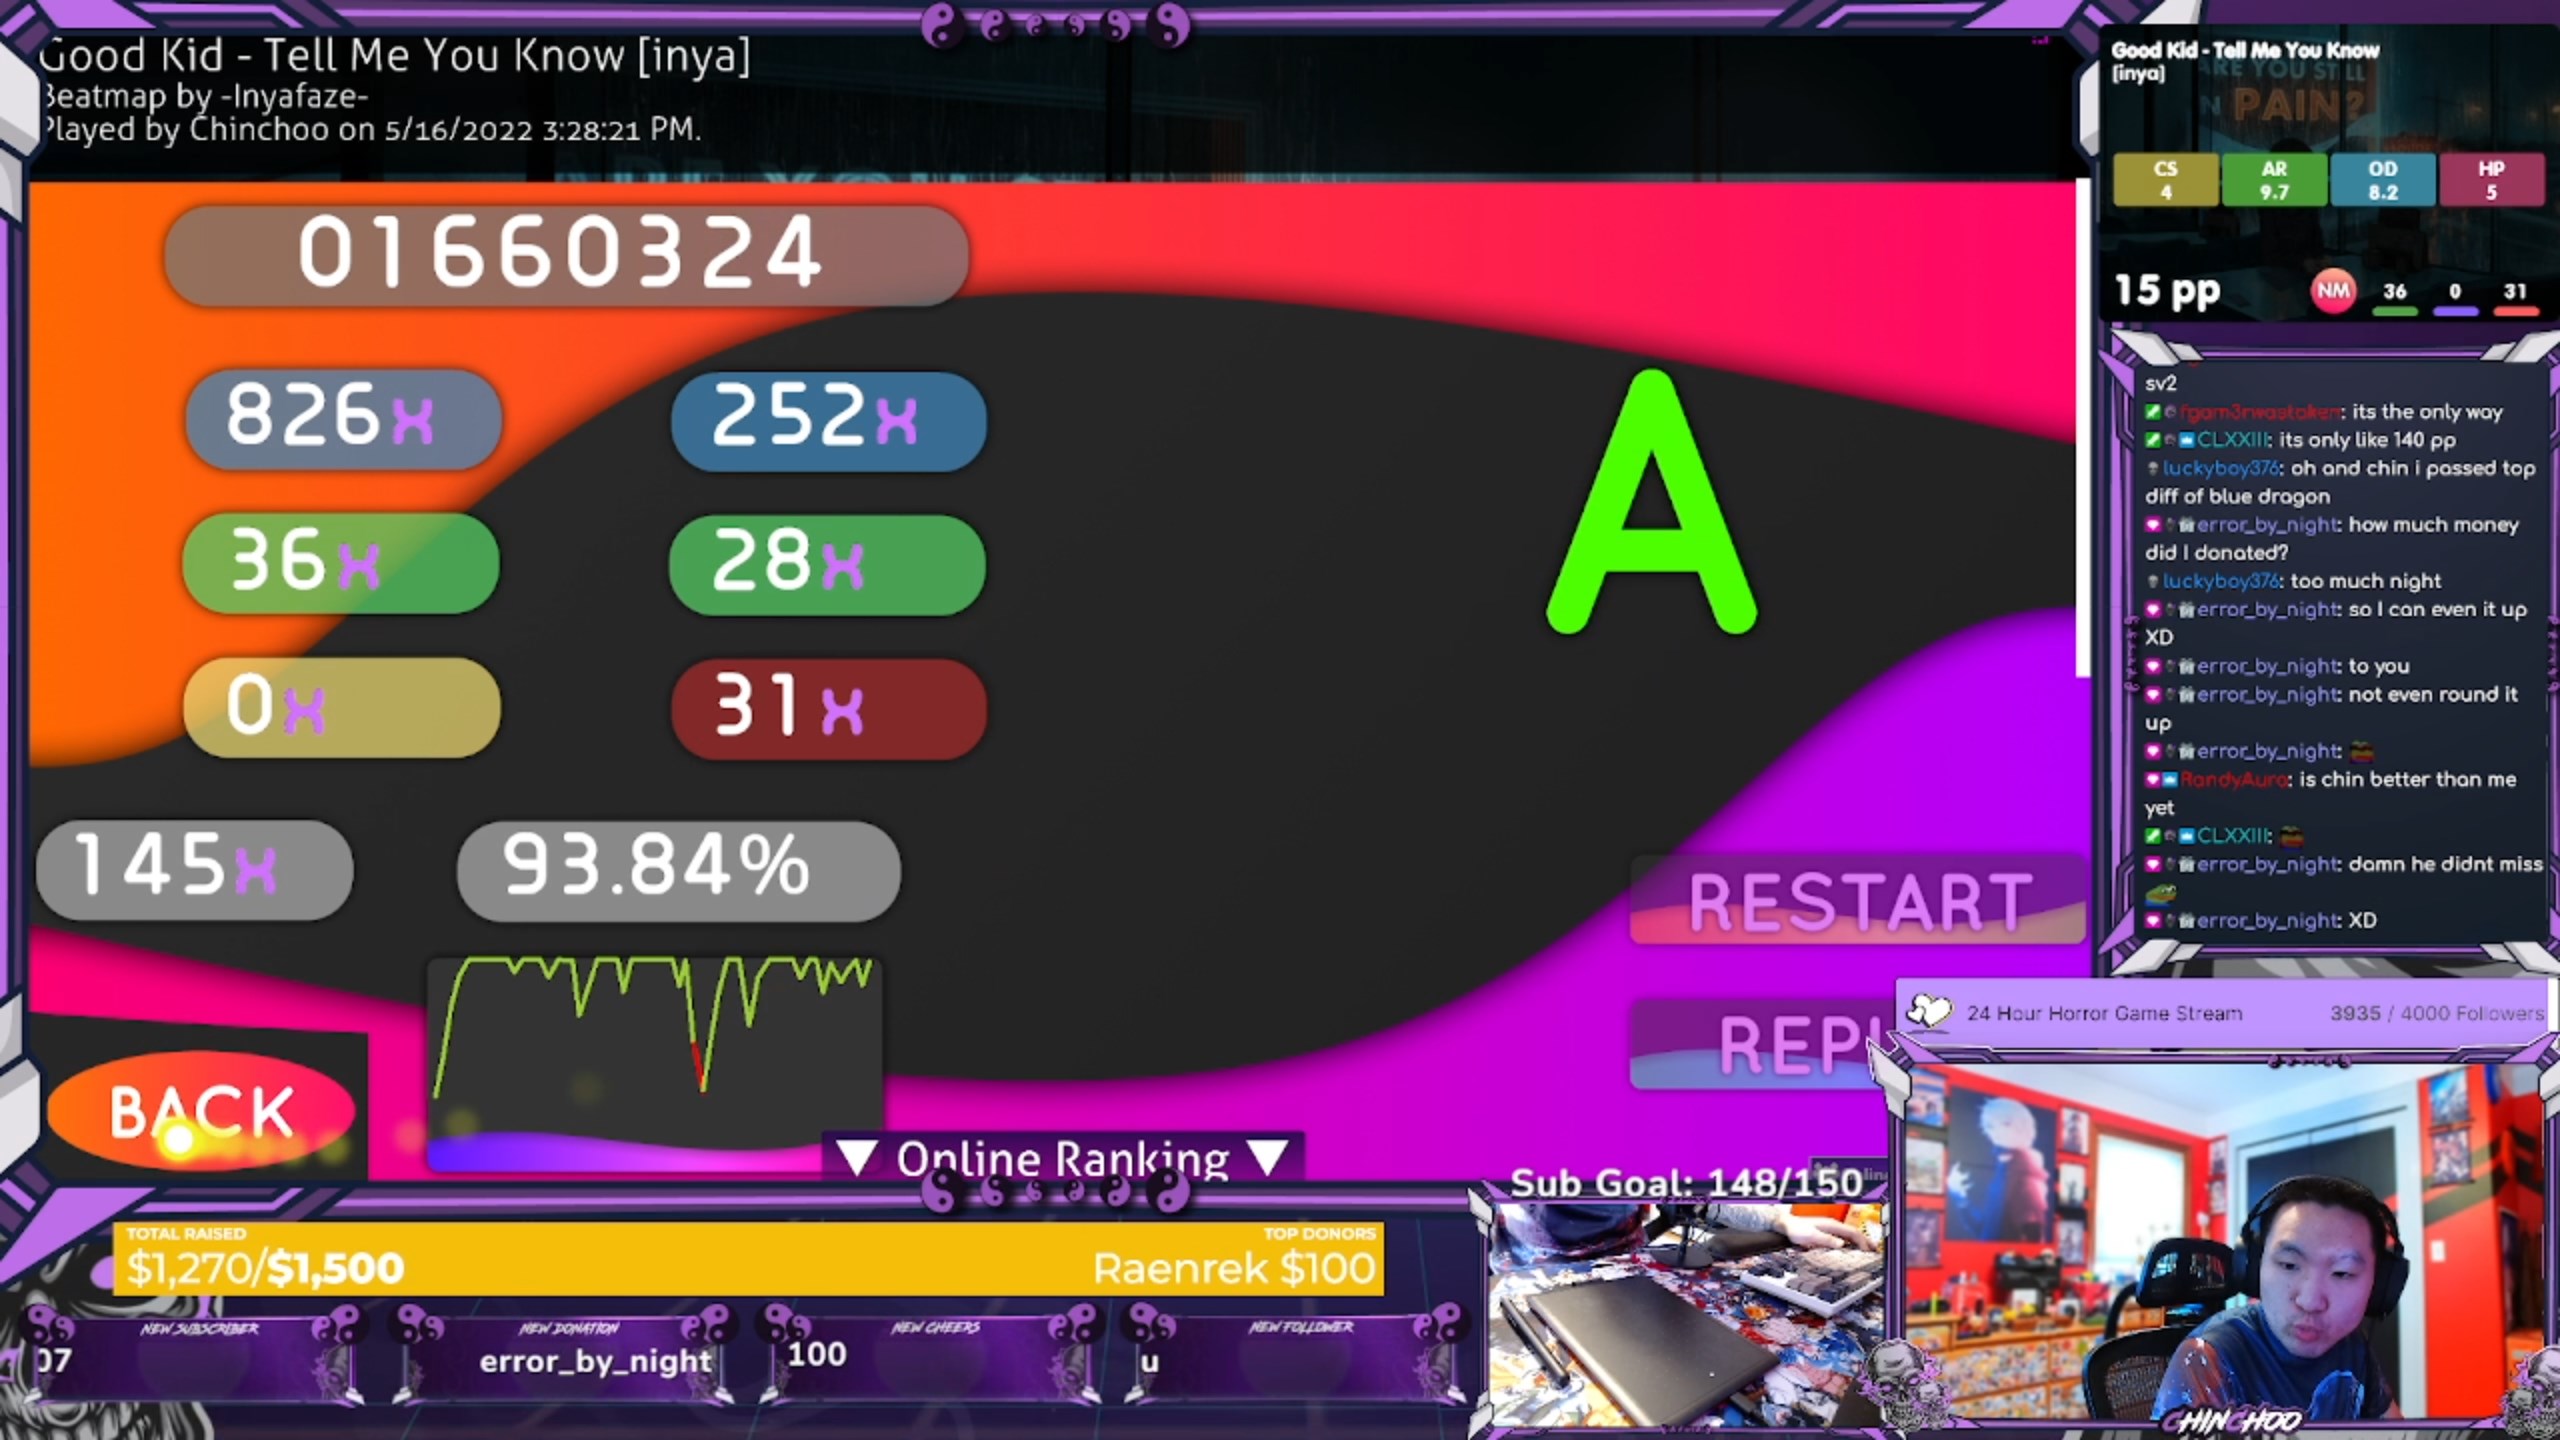 Good Kid - Tell Me You Know [inya]
Beatmap by -Inyafaze-
Played by Chinchoo on 5/16/2022 3:28:21 PM.
01660324
826x
252x
36x
28x
0x
31x
145x
93.84%
A
RESTART
BACK
▼ Online Ranking ▼
Good Kid - Tell Me You Know
[inya]
ARE YOU STILL
IN PAIN?
CS
4
AR
9.7
OD
8.2
HP
5
15 pp
NM
36
0
31
sv2
fgam3rwastaken: its the only way
CLXXIII: its only like 140 pp
luckyboy376: oh and chin i passed top
diff of blue dragon
error_by_night: how much money
did I donated?
luckyboy376: too much night
error_by_night: so I can even it up
XD
error_by_night: to you
error_by_night: not even round it
up
error_by_night:
RandyAura: is chin better than me
yet
CLXXIII:
error_by_night: damn he didnt miss
error_by_night: XD
24 Hour Horror Game Stream
3935 / 4000 Followers
Sub Goal: 148/150
TOTAL RAISED
$1,270/$1,500
TOP DONORS
Raenrek $100
NEW SUBSCRIBER
07
NEW DONATION
error_by_night
NEW CHEERS
100
NEW FOLLOWER
u
CHINCHOO